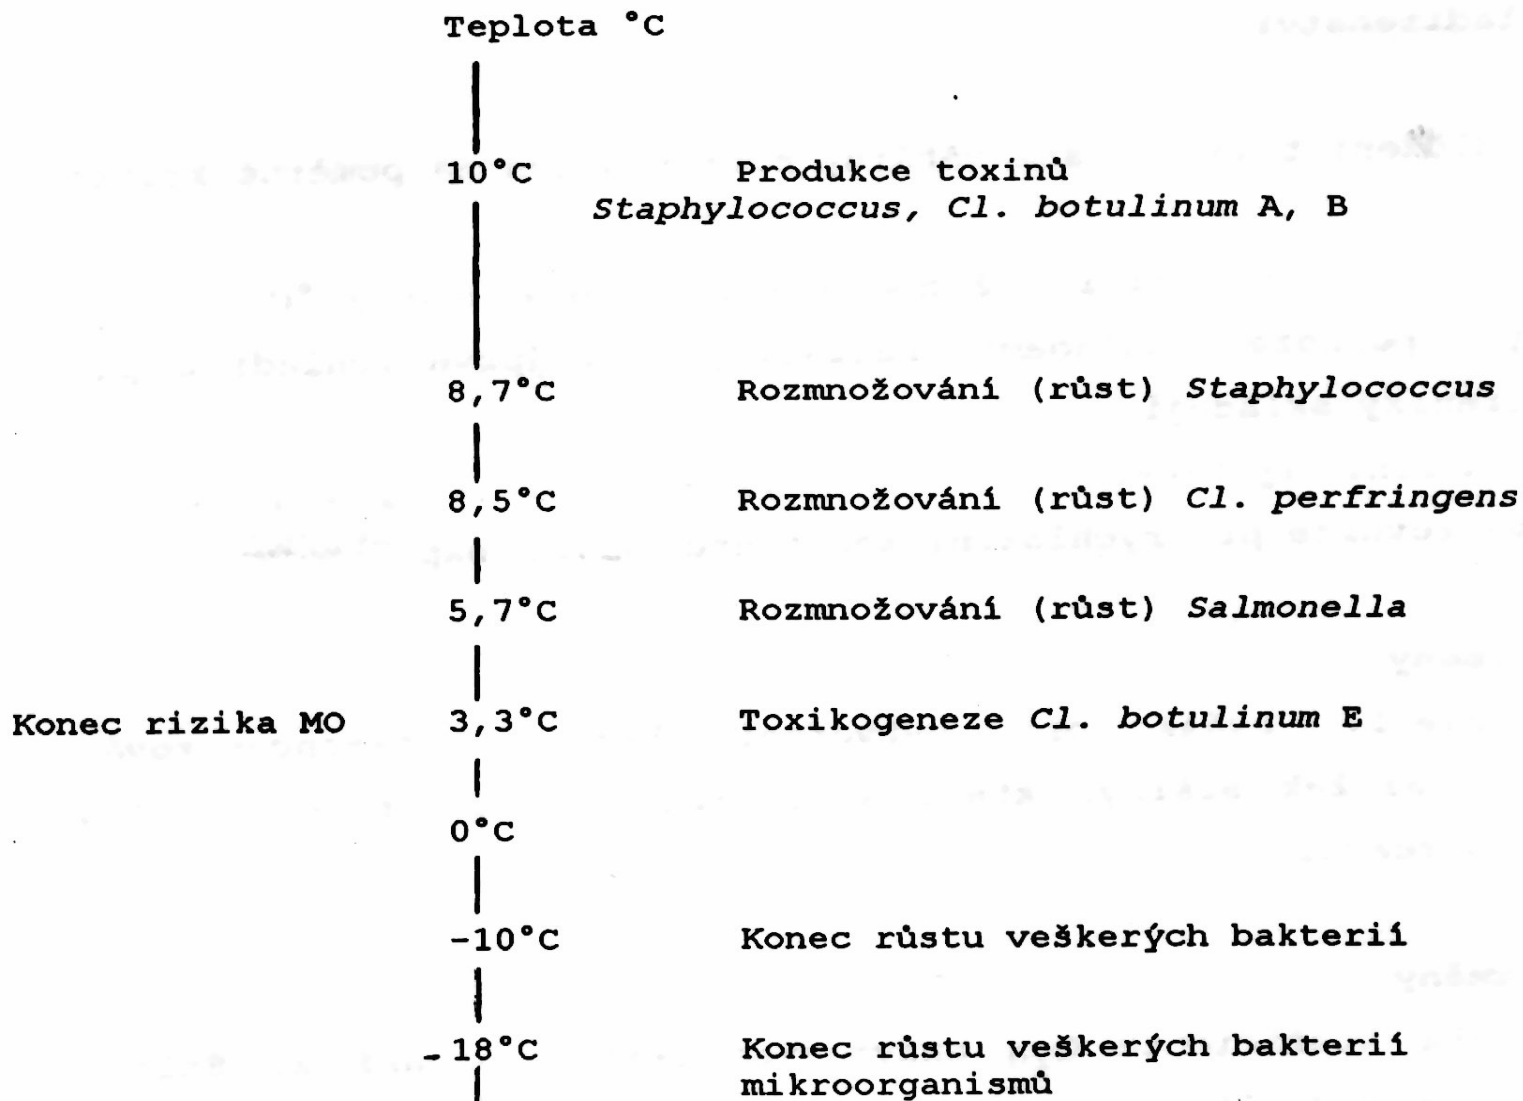 Teplota °C
10°C Produkce toxinů
Staphylococcus, Cl. botulinum A, B
8,7°C Rozmnožování (růst) Staphylococcus
8,5°C Rozmnožování (růst) Cl. perfringens
5,7°C Rozmnožování (růst) Salmonella
Konec rizika MO 3,3°C Toxikogeneze Cl. botulinum E
0°C
-10°C Konec růstu veškerých bakterií
-18°C Konec růstu veškerých bakterií
mikroorganismů